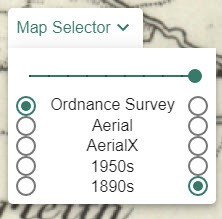 Map Selector
Ordnance Survey
Aerial
AerialX
1950s
1890s